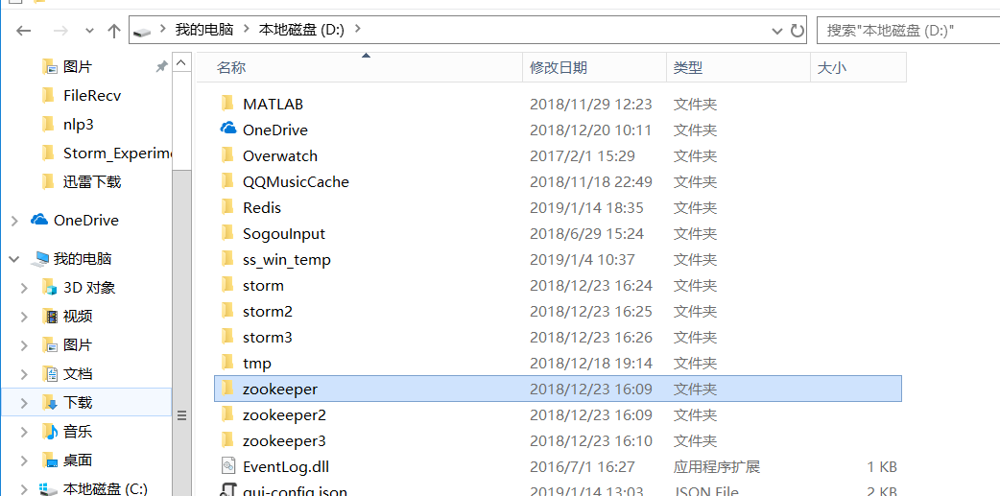 我的电脑 本地磁盘 (D:) 搜索"本地磁盘 (D:)"
图片
FileRecv
nlp3
Storm_Experim
迅雷下载
OneDrive
我的电脑
3D 对象
视频
图片
文档
下载
音乐
桌面
本地磁盘 (C:)
名称 修改日期 类型 大小
MATLAB 2018/11/29 12:23 文件夹
OneDrive 2018/12/20 10:11 文件夹
Overwatch 2017/2/1 15:29 文件夹
QQMusicCache 2018/11/18 22:49 文件夹
Redis 2019/1/14 18:35 文件夹
SogouInput 2018/6/29 15:24 文件夹
ss_win_temp 2019/1/4 10:37 文件夹
storm 2018/12/23 16:24 文件夹
storm2 2018/12/23 16:25 文件夹
storm3 2018/12/23 16:26 文件夹
tmp 2018/12/18 19:14 文件夹
zookeeper 2018/12/23 16:09 文件夹
zookeeper2 2018/12/23 16:09 文件夹
zookeeper3 2018/12/23 16:10 文件夹
EventLog.dll 2016/7/1 16:27 应用程序扩展 1 KB
gui-config.json 2019/1/14 13:03 JSON File 2 KB